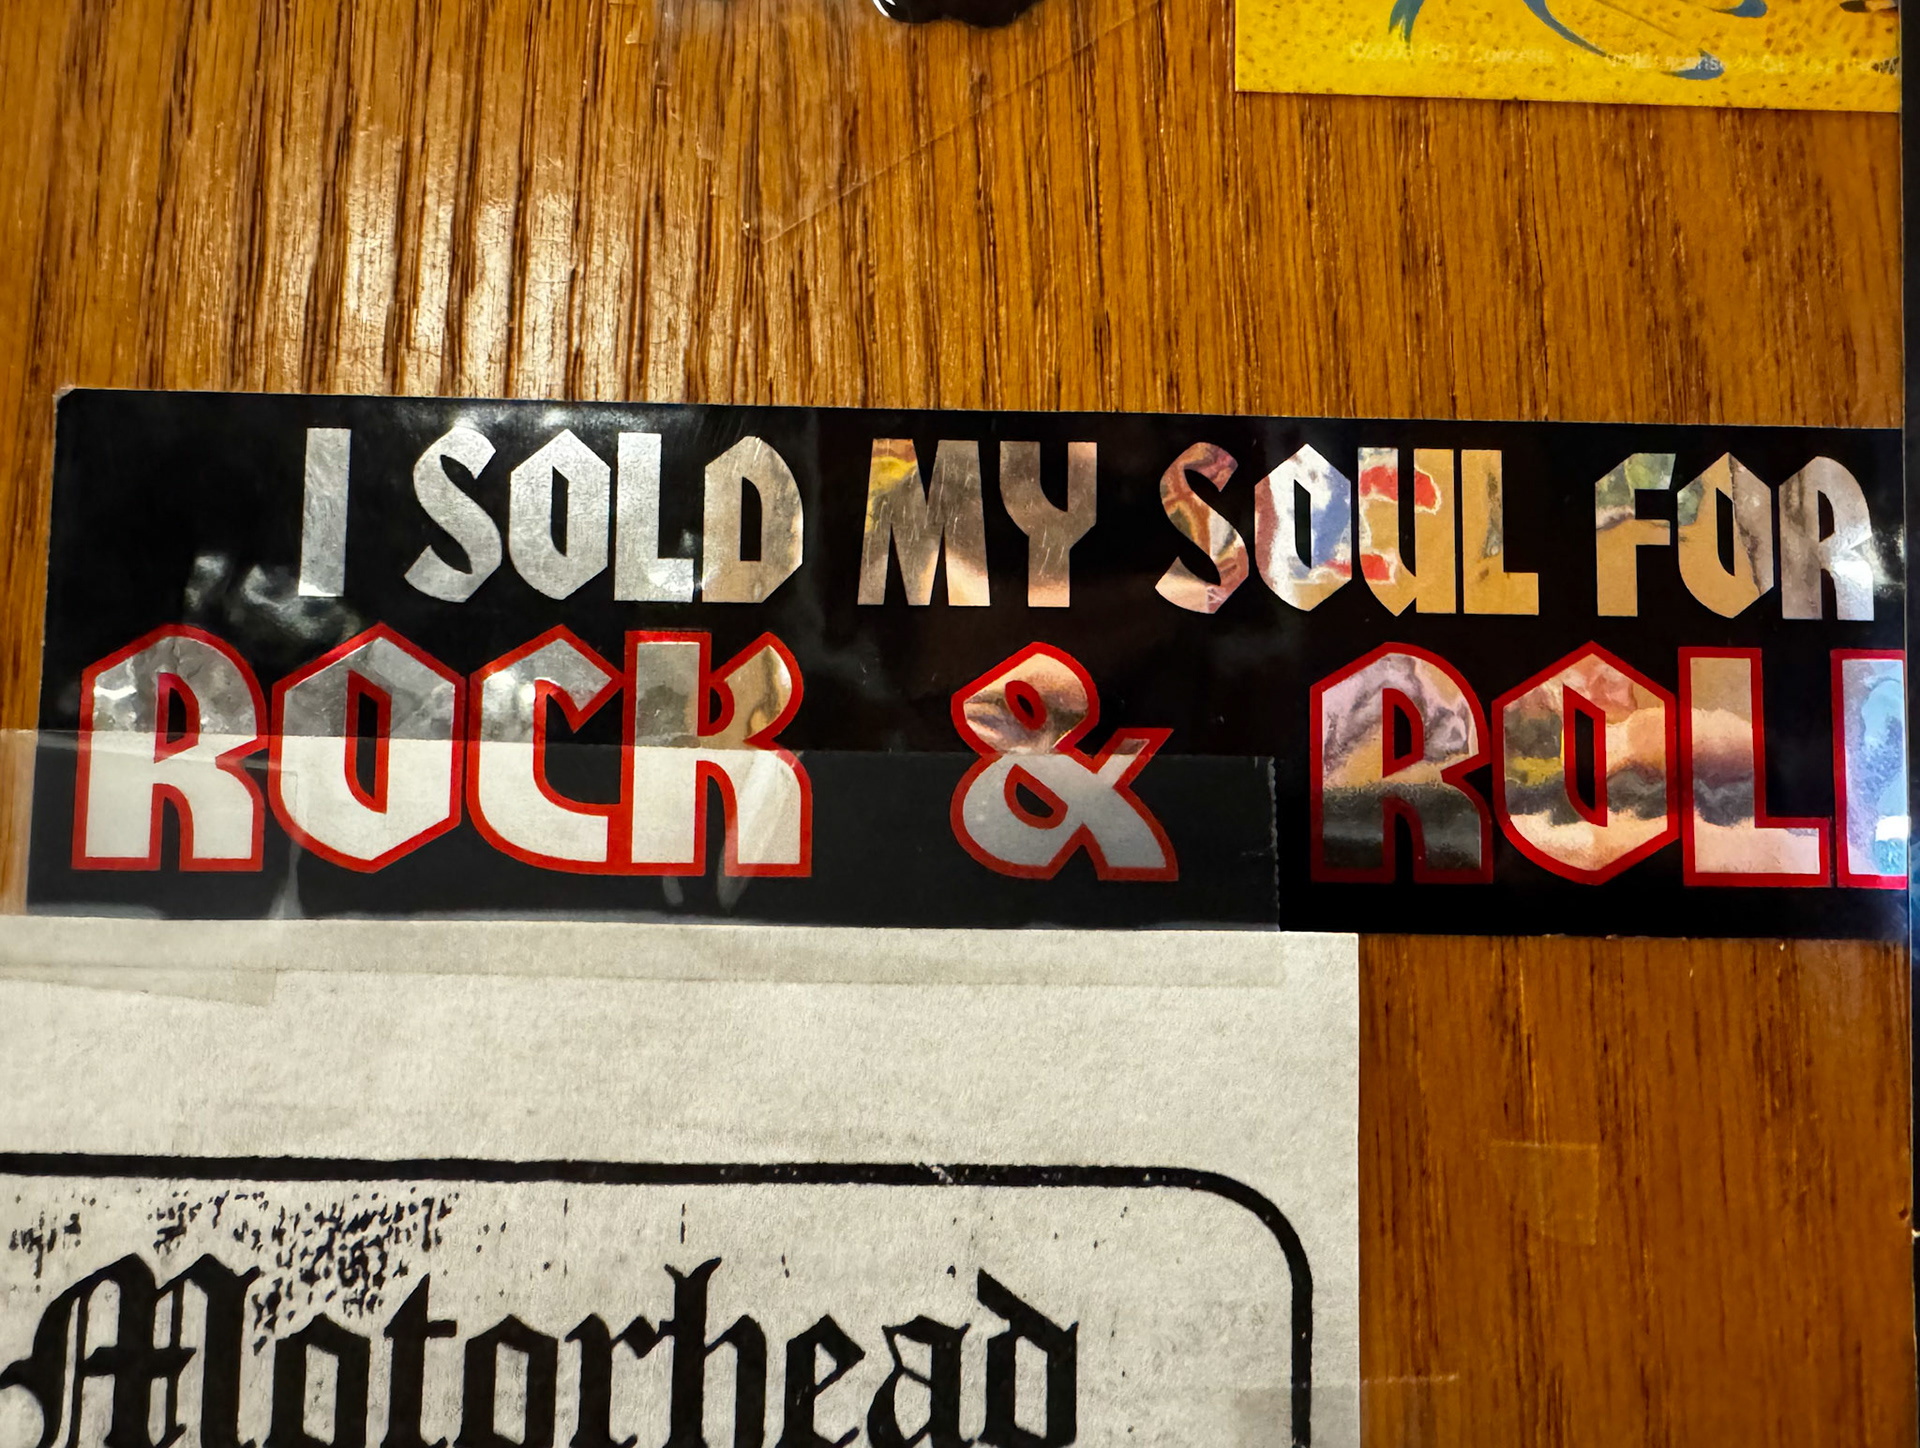 I SOLD MY SOUL FOR
ROCK & ROLL
Motorhead